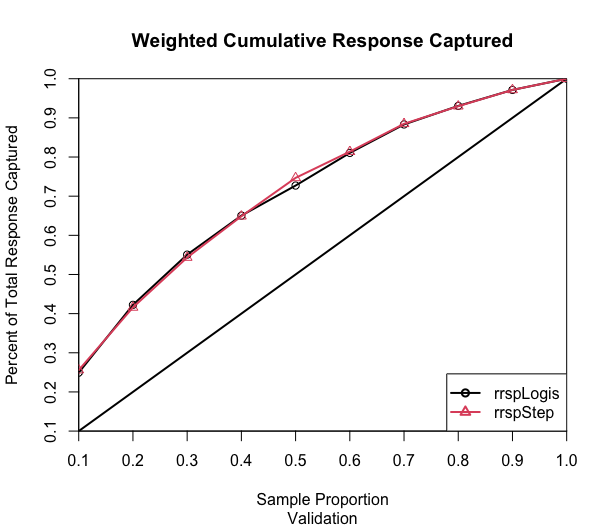 Weighted Cumulative Response Captured
Percent of Total Response Captured
1.0
0.9
0.8
0.7
0.6
0.5
0.4
0.3
0.2
0.1
rrspLogis
rrspStep
0.1 0.2 0.3 0.4 0.5 0.6 0.7 0.8 0.9 1.0
Sample Proportion
Validation